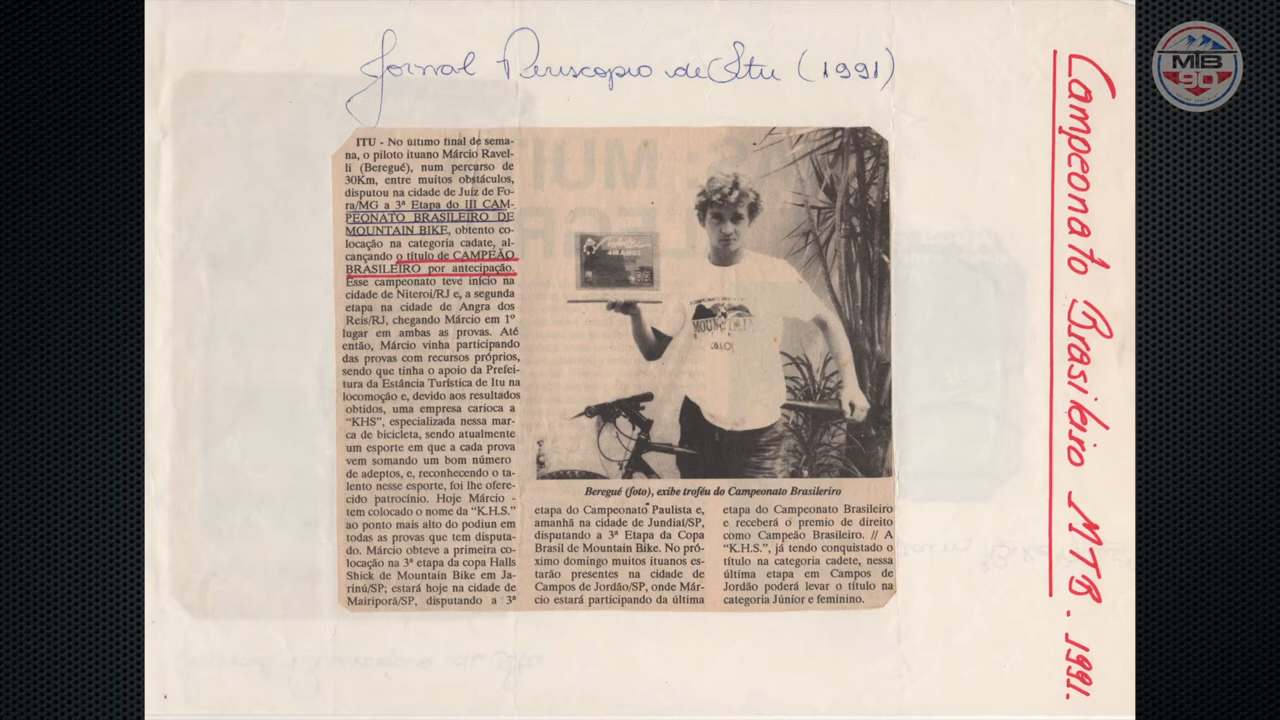 Jornal Periscopio de Itu (1991)
MTB
90
Campeonato Brasileiro MTB. 1991.
ITU - No último final de sema-
na, o piloto ituano Márcio Ravel-
li (Beregué), num percurso de
30Km, entre muitos obstáculos,
disputou na cidade de Juiz de Fo-
ra/MG a 3ª Etapa do III CAM-
PEONATO BRASILEIRO DE
MOUNTAIN BIKE, obtento co-
locação na categoria cadate, al-
cançando o título de CAMPEÃO
BRASILEIRO por antecipação.
Esse campeonato teve início na
cidade de Niteroi/RJ e, a segunda
etapa na cidade de Angra dos
Reis/RJ, chegando Márcio em 1º
lugar em ambas as provas. Até
então, Márcio vinha participando
das provas com recursos próprios,
sendo que tinha o apoio da Prefei-
tura da Estância Turística de Itu na
locomoção e, devido aos resultados
obtidos, uma empresa carioca a
"KHS", especializada nessa mar-
ca de bicicleta, sendo atualmente
um esporte em que a cada prova
vem somando um bom número
de adeptos, e, reconhecendo o ta-
lento nesse esporte, foi lhe ofere-
cido patrocínio. Hoje Márcio -
tem colocado o nome da "K.H.S."
ao ponto mais alto do podiun em
todas as provas que tem disputa-
do. Márcio obteve a primeira co-
locação na 3ª etapa da copa Halls
Shick de Mountain Bike em Ja-
rinú/SP; estará hoje na cidade de
Mairiporã/SP, disputando a 3ª
MOUNTAIN
Beregué (foto), exibe troféu do Campeonato Brasileriro
etapa do Campeonato Paulista e,
amanhã na cidade de Jundiaí/SP,
disputando a 3ª Etapa da Copa
Brasil de Mountain Bike. No pró-
ximo domingo muitos ituanos es-
tarão presentes na cidade de
Campos de Jordão/SP, onde Már-
cio estará participando da última
etapa do Campeonato Brasileiro
e receberá o premio de direito
como Campeão Brasileiro. // A
"K.H.S.", já tendo conquistado o
título na categoria cadete, nessa
última etapa em Campos de
Jordão poderá levar o título na
categoria Júnior e feminino.